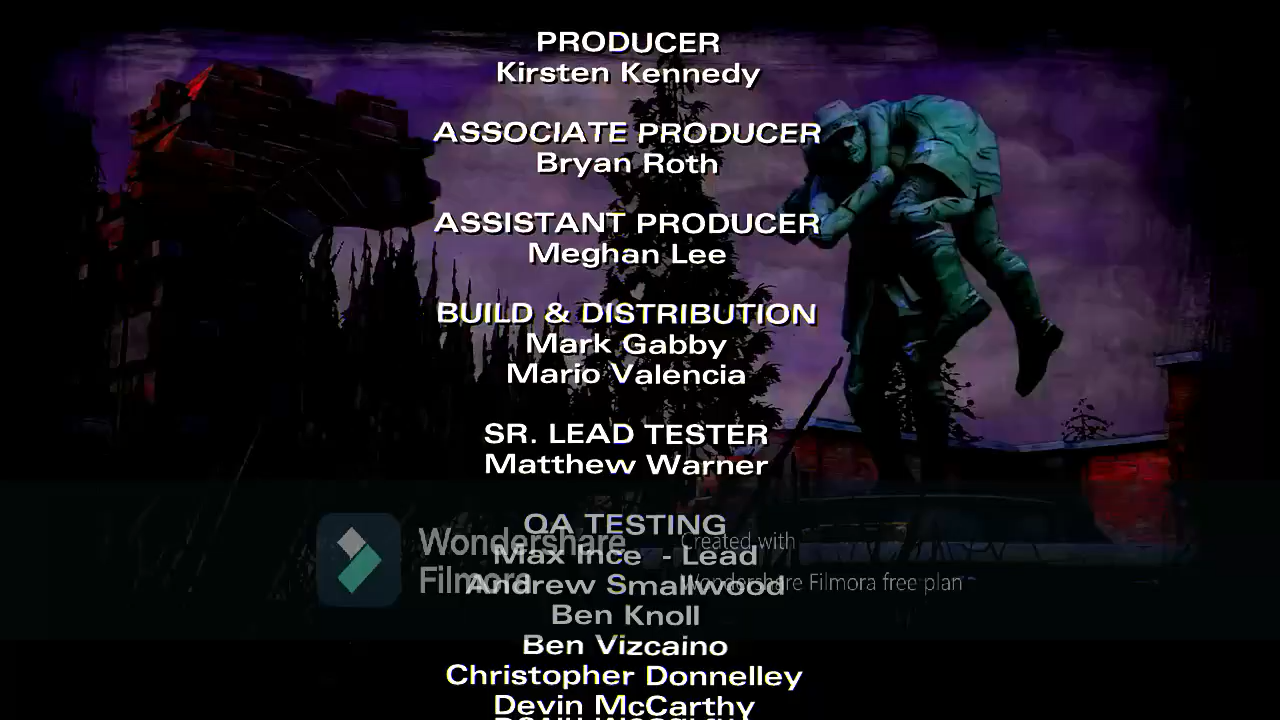 PRODUCER
Kirsten Kennedy
ASSOCIATE PRODUCER
Bryan Roth
ASSISTANT PRODUCER
Meghan Lee
BUILD & DISTRIBUTION
Mark Gabby
Mario Valencia
SR. LEAD TESTER
Matthew Warner
QA TESTING
Max Ince - Lead
Andrew Smallwood
Ben Knoll
Ben Vizcaino
Christopher Donnelley
Devin McCarthy
Wondershare
Filmora
Created with
Wondershare Filmora free plan